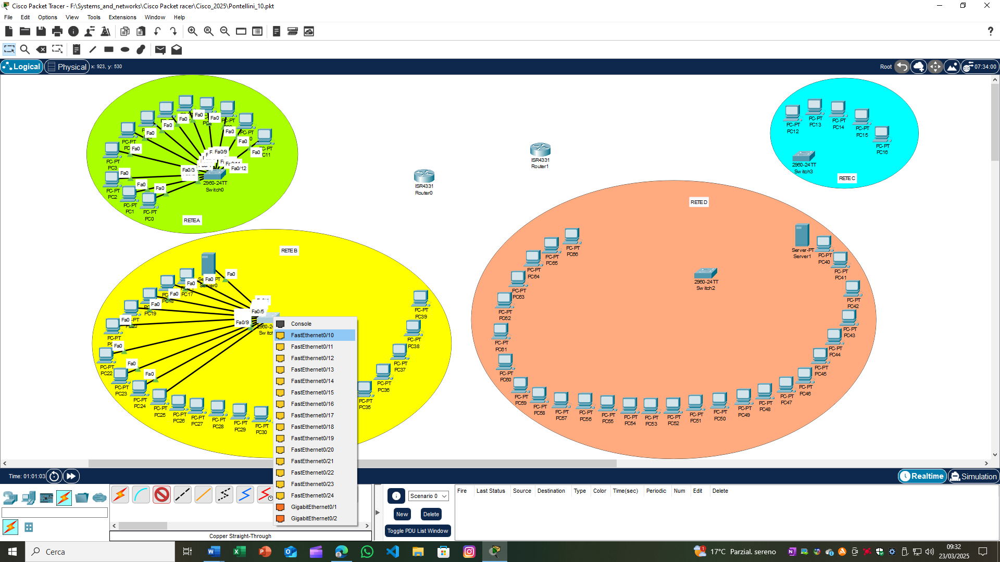 Cisco Packet Tracer - F:\Systems_and_networks\Cisco Packet racer\Cisco_2025\Pontellini_10.pkt
File Edit Options View Tools Extensions Window Help
Logical Physical x: 923, y: 530
Root 07:34:00
PC-PT
PC3
PC-PT
PC2
PC-PT
PC1
PC-PT
PC0
PC11
Fa0
Fa0
Fa0
Fa0
Fa0
Fa0
Fa0
Fa0
Fa0
Fa0
Fa0
Fa0
Fa0/9
Fa0/3
Fa0/12
2960-24TT
Switch0
RETE A
ISR4331
Router0
ISR4331
Router1
PC-PT
PC12
PC-PT
PC13
PC-PT
PC14
PC-PT
PC15
PC-PT
PC16
2960-24TT
Switch3
RETE C
RETE B
Server0
PC17
PC19
Fa0
Fa0
Fa0
Fa0
Fa0
Fa0
Fa0
Fa0
Fa0
Fa0/5
Fa0/9
PC-PT
PC22
PC-PT
PC23
PC-PT
PC24
PC-PT
PC25
PC-PT
PC26
PC-PT
PC27
PC-PT
PC28
PC-PT
PC29
PC-PT
PC30
PC-PT
PC35
PC-PT
PC36
PC-PT
PC37
PC-PT
PC38
PC-PT
PC39
RETE D
PC-PT
PC66
PC-PT
PC65
PC-PT
PC64
PC-PT
PC63
PC-PT
PC62
PC-PT
PC61
PC-PT
PC60
PC-PT
PC59
PC-PT
PC58
PC-PT
PC57
PC-PT
PC56
PC-PT
PC55
PC-PT
PC54
PC-PT
PC53
PC-PT
PC52
PC-PT
PC51
PC-PT
PC50
PC-PT
PC49
PC-PT
PC48
PC-PT
PC47
PC-PT
PC46
PC-PT
PC45
PC-PT
PC44
PC-PT
PC43
PC-PT
PC42
PC-PT
PC41
PC-PT
PC40
Server-PT
Server1
2960-24TT
Switch2
Console
FastEthernet0/10
FastEthernet0/11
FastEthernet0/12
FastEthernet0/13
FastEthernet0/14
FastEthernet0/15
FastEthernet0/16
FastEthernet0/17
FastEthernet0/18
FastEthernet0/19
FastEthernet0/20
FastEthernet0/21
FastEthernet0/22
FastEthernet0/23
FastEthernet0/24
GigabitEthernet0/1
GigabitEthernet0/2
Time: 01:01:03
Realtime Simulation
Scenario 0
New Delete
Toggle PDU List Window
Fire Last Status Source Destination Type Color Time(sec) Periodic Num Edit Delete
Copper Straight-Through
Cerca
17°C Parzial. sereno
09:32
23/03/2025